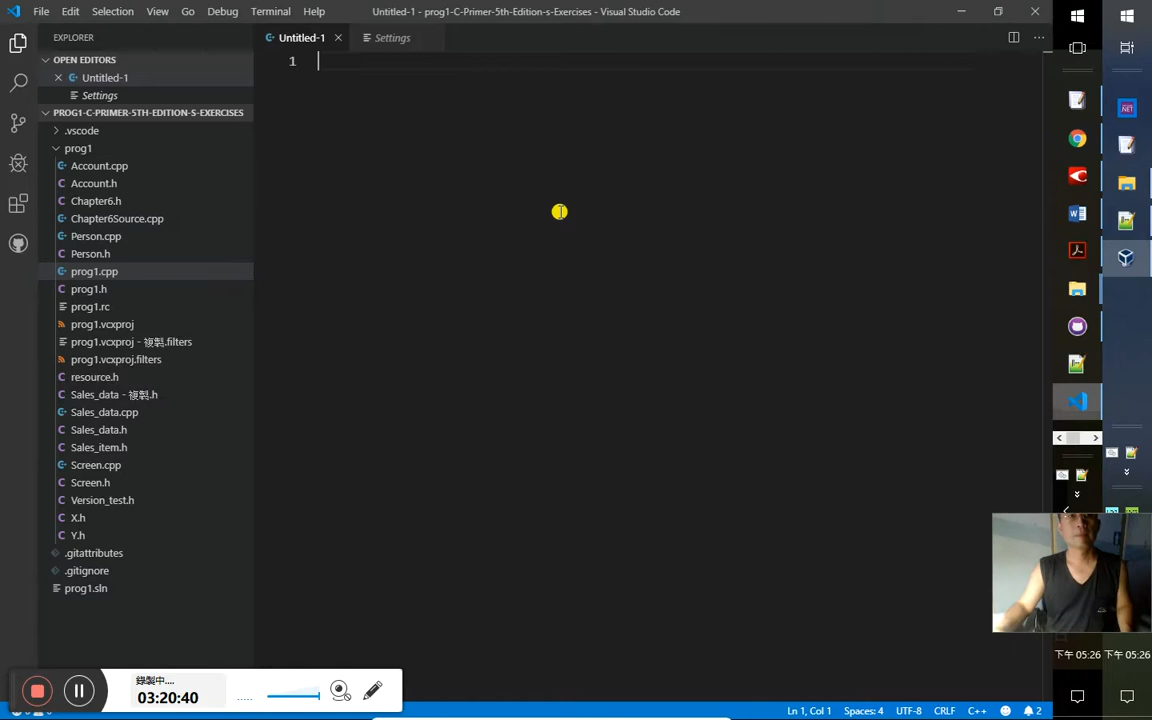 File Edit Selection View Go Debug Terminal Help
Untitled-1 - prog1-C-Primer-5th-Edition-s-Exercises - Visual Studio Code
EXPLORER
Untitled-1
Settings
OPEN EDITORS
Untitled-1
Settings
PROG1-C-PRIMER-5TH-EDITION-S-EXERCISES
.vscode
prog1
Account.cpp
Account.h
Chapter6.h
Chapter6Source.cpp
Person.cpp
Person.h
prog1.cpp
prog1.h
prog1.rc
prog1.vcxproj
prog1.vcxproj - 複製.filters
prog1.vcxproj.filters
resource.h
Sales_data - 複製.h
Sales_data.cpp
Sales_data.h
Sales_item.h
Screen.cpp
Screen.h
Version_test.h
X.h
Y.h
.gitattributes
.gitignore
prog1.sln
1
.NET
錄製中....
03:20:40
下午 05:26
下午 05:26
Ln 1, Col 1
Spaces: 4
UTF-8
CRLF
C++
2